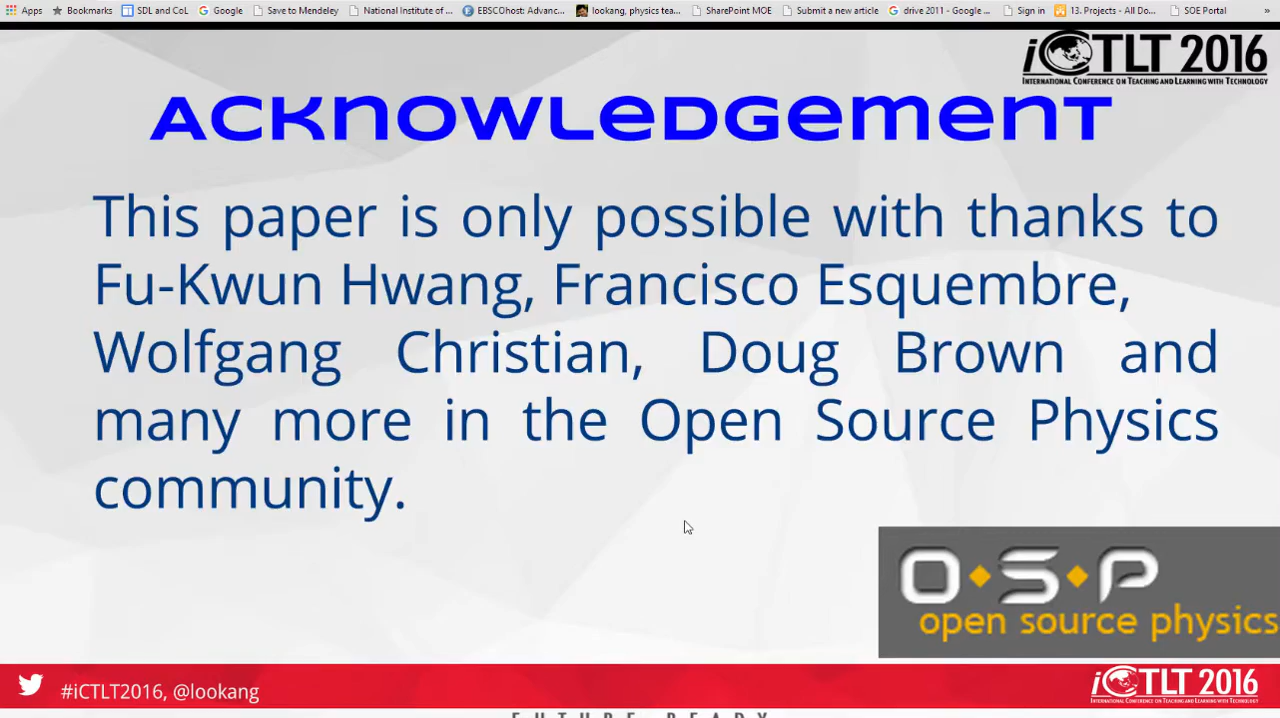 Apps Bookmarks SDL and CoL Google Save to Mendeley National Institute of ... EBSCOhost: Advanc... lookang, physics tea... SharePoint MOE Submit a new article drive 2011 - Google ... Sign in 13. Projects - All Do... SOE Portal »
iCTLT 2016
INTERNATIONAL CONFERENCE ON TEACHING AND LEARNING WITH TECHNOLOGY
Acknowledgement
This paper is only possible with thanks to
Fu-Kwun Hwang, Francisco Esquembre,
Wolfgang Christian, Doug Brown and
many more in the Open Source Physics
community.
O·S·P
open source physics
#iCTLT2016, @lookang
iCTLT 2016
INTERNATIONAL CONFERENCE ON TEACHING AND LEARNING WITH TECHNOLOGY
FUTURE READY